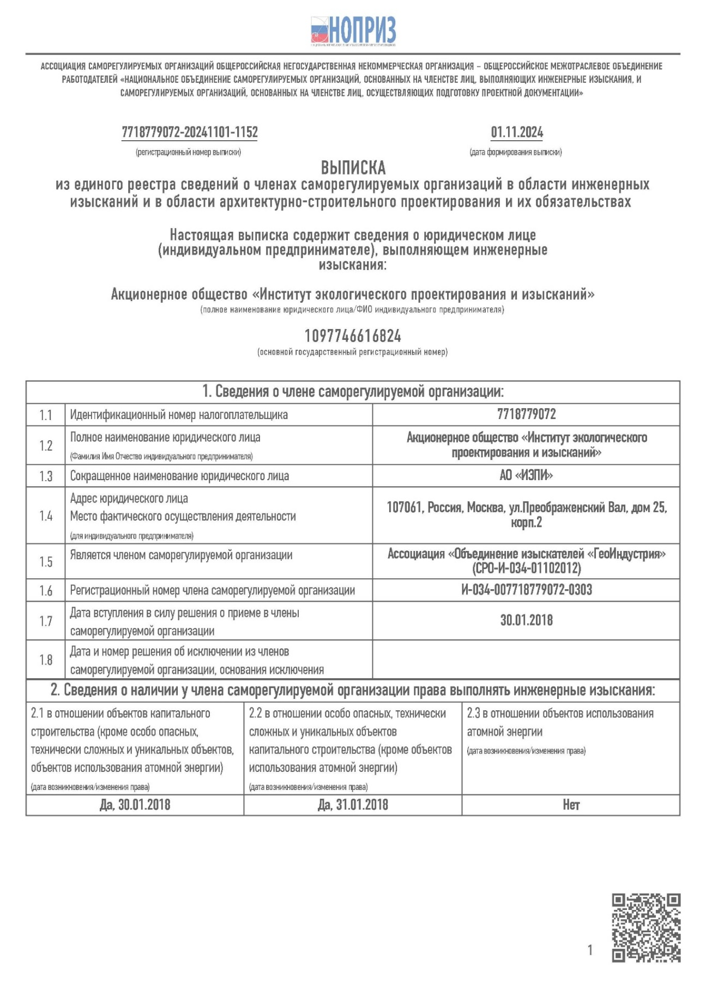 НОПРИЗ
АССОЦИАЦИЯ САМОРЕГУЛИРУЕМЫХ ОРГАНИЗАЦИЙ ОБЩЕРОССИЙСКАЯ НЕГОСУДАРСТВЕННАЯ НЕКОММЕРЧЕСКАЯ ОРГАНИЗАЦИЯ – ОБЩЕРОССИЙСКОЕ МЕЖОТРАСЛЕВОЕ ОБЪЕДИНЕНИЕ
РАБОТОДАТЕЛЕЙ «НАЦИОНАЛЬНОЕ ОБЪЕДИНЕНИЕ САМОРЕГУЛИРУЕМЫХ ОРГАНИЗАЦИЙ, ОСНОВАННЫХ НА ЧЛЕНСТВЕ ЛИЦ, ВЫПОЛНЯЮЩИХ ИНЖЕНЕРНЫЕ ИЗЫСКАНИЯ, И
САМОРЕГУЛИРУЕМЫХ ОРГАНИЗАЦИЙ, ОСНОВАННЫХ НА ЧЛЕНСТВЕ ЛИЦ, ОСУЩЕСТВЛЯЮЩИХ ПОДГОТОВКУ ПРОЕКТНОЙ ДОКУМЕНТАЦИИ»
7718779072-20241101-1152
01.11.2024
(регистрационный номер выписки)
(дата формирования выписки)
ВЫПИСКА
из единого реестра сведений о членах саморегулируемых организаций в области инженерных
изысканий и в области архитектурно-строительного проектирования и их обязательствах
Настоящая выписка содержит сведения о юридическом лице
(индивидуальном предпринимателе), выполняющем инженерные
изыскания:
Акционерное общество «Институт экологического проектирования и изысканий»
(полное наименование юридического лица/ФИО индивидуального предпринимателя)
1097746616824
(основной государственный регистрационный номер)
1. Сведения о члене саморегулируемой организации:
1.1
Идентификационный номер налогоплательщика
7718779072
1.2
Полное наименование юридического лица
(Фамилия Имя Отчество индивидуального предпринимателя)
Акционерное общество «Институт экологического
проектирования и изысканий»
1.3
Сокращенное наименование юридического лица
АО «ИЭПИ»
1.4
Адрес юридического лица
Место фактического осуществления деятельности
(для индивидуального предпринимателя)
107061, Россия, Москва, ул.Преображенский Вал, дом 25,
корп.2
1.5
Является членом саморегулируемой организации
Ассоциация «Объединение изыскателей «ГеоИндустрия»
(СРО-И-034-01102012)
1.6
Регистрационный номер члена саморегулируемой организации
И-034-007718779072-0303
1.7
Дата вступления в силу решения о приеме в члены
саморегулируемой организации
30.01.2018
1.8
Дата и номер решения об исключении из членов
саморегулируемой организации, основания исключения
2. Сведения о наличии у члена саморегулируемой организации права выполнять инженерные изыскания:
2.1 в отношении объектов капитального
строительства (кроме особо опасных,
технически сложных и уникальных объектов,
объектов использования атомной энергии)
(дата возникновения/изменения права)
2.2 в отношении особо опасных, технически
сложных и уникальных объектов
капитального строительства (кроме объектов
использования атомной энергии)
(дата возникновения/изменения права)
2.3 в отношении объектов использования
атомной энергии
(дата возникновения/изменения права)
Да, 30.01.2018
Да, 31.01.2018
Нет
1